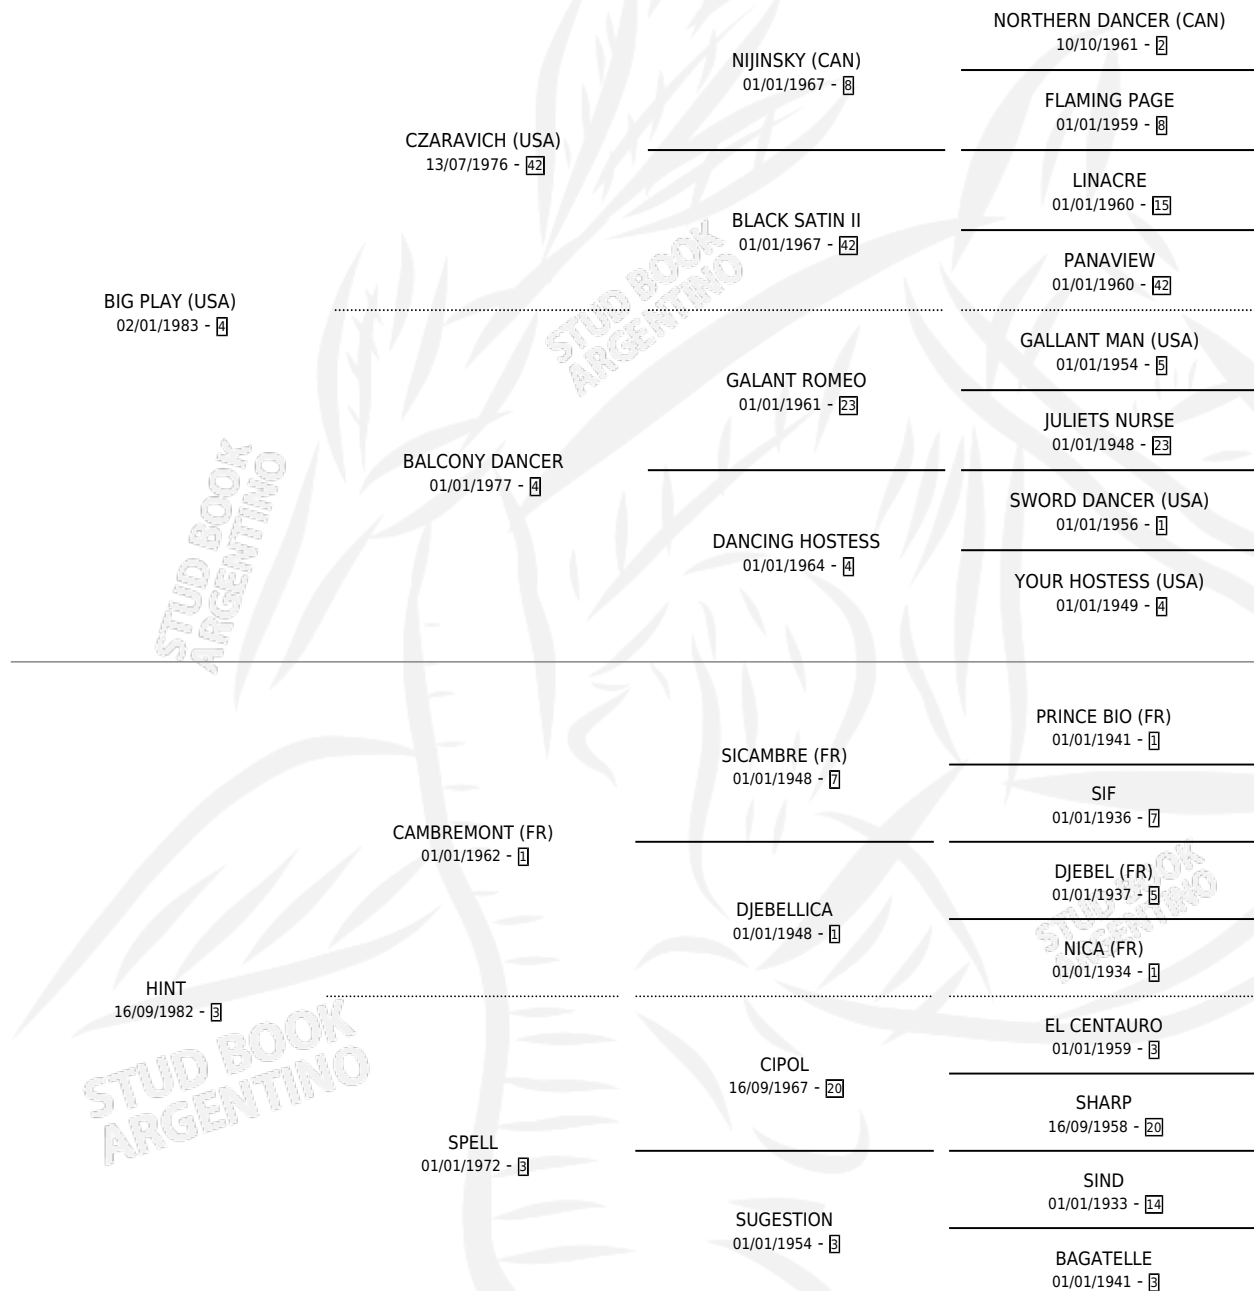 NORTHERN DANCER (CAN)
10/10/1961 - 2
NIJINSKY (CAN)
01/01/1967 - 8
FLAMING PAGE
01/01/1959 - 8
CZARAVICH (USA)
13/07/1976 - 42
LINACRE
01/01/1960 - 15
BLACK SATIN II
01/01/1967 - 42
PANAVIEW
01/01/1960 - 42
BIG PLAY (USA)
02/01/1983 - 4
GALLANT MAN (USA)
01/01/1954 - 5
GALANT ROMEO
01/01/1961 - 23
JULIETS NURSE
01/01/1948 - 23
BALCONY DANCER
01/01/1977 - 4
SWORD DANCER (USA)
01/01/1956 - 1
DANCING HOSTESS
01/01/1964 - 4
YOUR HOSTESS (USA)
01/01/1949 - 4
PRINCE BIO (FR)
01/01/1941 - 1
SICAMBRE (FR)
01/01/1948 - 7
SIF
01/01/1936 - 7
CAMBREMONT (FR)
01/01/1962 - 1
DJEBEL (FR)
01/01/1937 - 5
DJEBELLICA
01/01/1948 - 1
NICA (FR)
01/01/1934 - 1
HINT
16/09/1982 - 3
EL CENTAURO
01/01/1959 - 3
CIPOL
16/09/1967 - 20
SHARP
16/09/1958 - 20
SPELL
01/01/1972 - 3
SIND
01/01/1933 - 14
SUGESTION
01/01/1954 - 3
BAGATELLE
01/01/1941 - 3
STUD BOOK
ARGENTINO
STUD BOOK
ARGENTINO
STUD BOOK
ARGENTINO
STUD BOOK
ARGENTINO